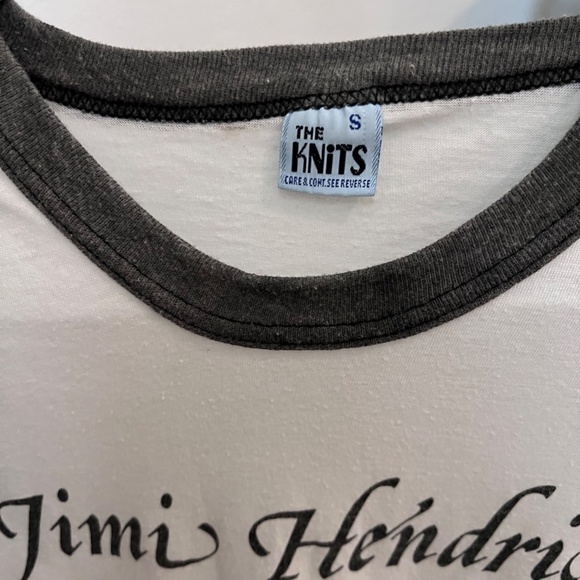 S
THE
KNiTS
CARE & CONT. SEE REVERSE
Jimi Hendri